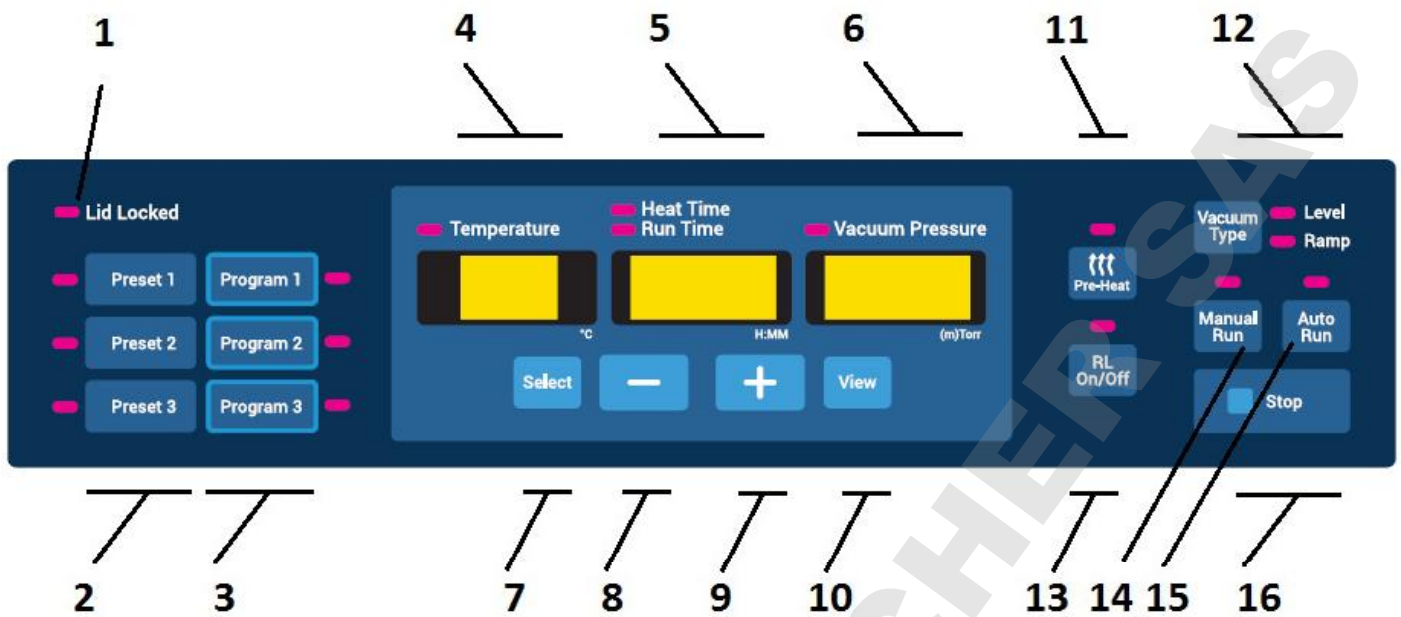 1
4
5
6
11
12
Lid Locked
Preset 1
Program 1
Preset 2
Program 2
Preset 3
Program 3
Temperature
°C
Heat Time
Run Time
H:MM
Vacuum Pressure
(m)Torr
Select
−
+
View
Pre-Heat
RL
On/Off
Vacuum
Type
Level
Ramp
Manual
Run
Auto
Run
Stop
2
3
7
8
9
10
13
14
15
16
CHER SAS